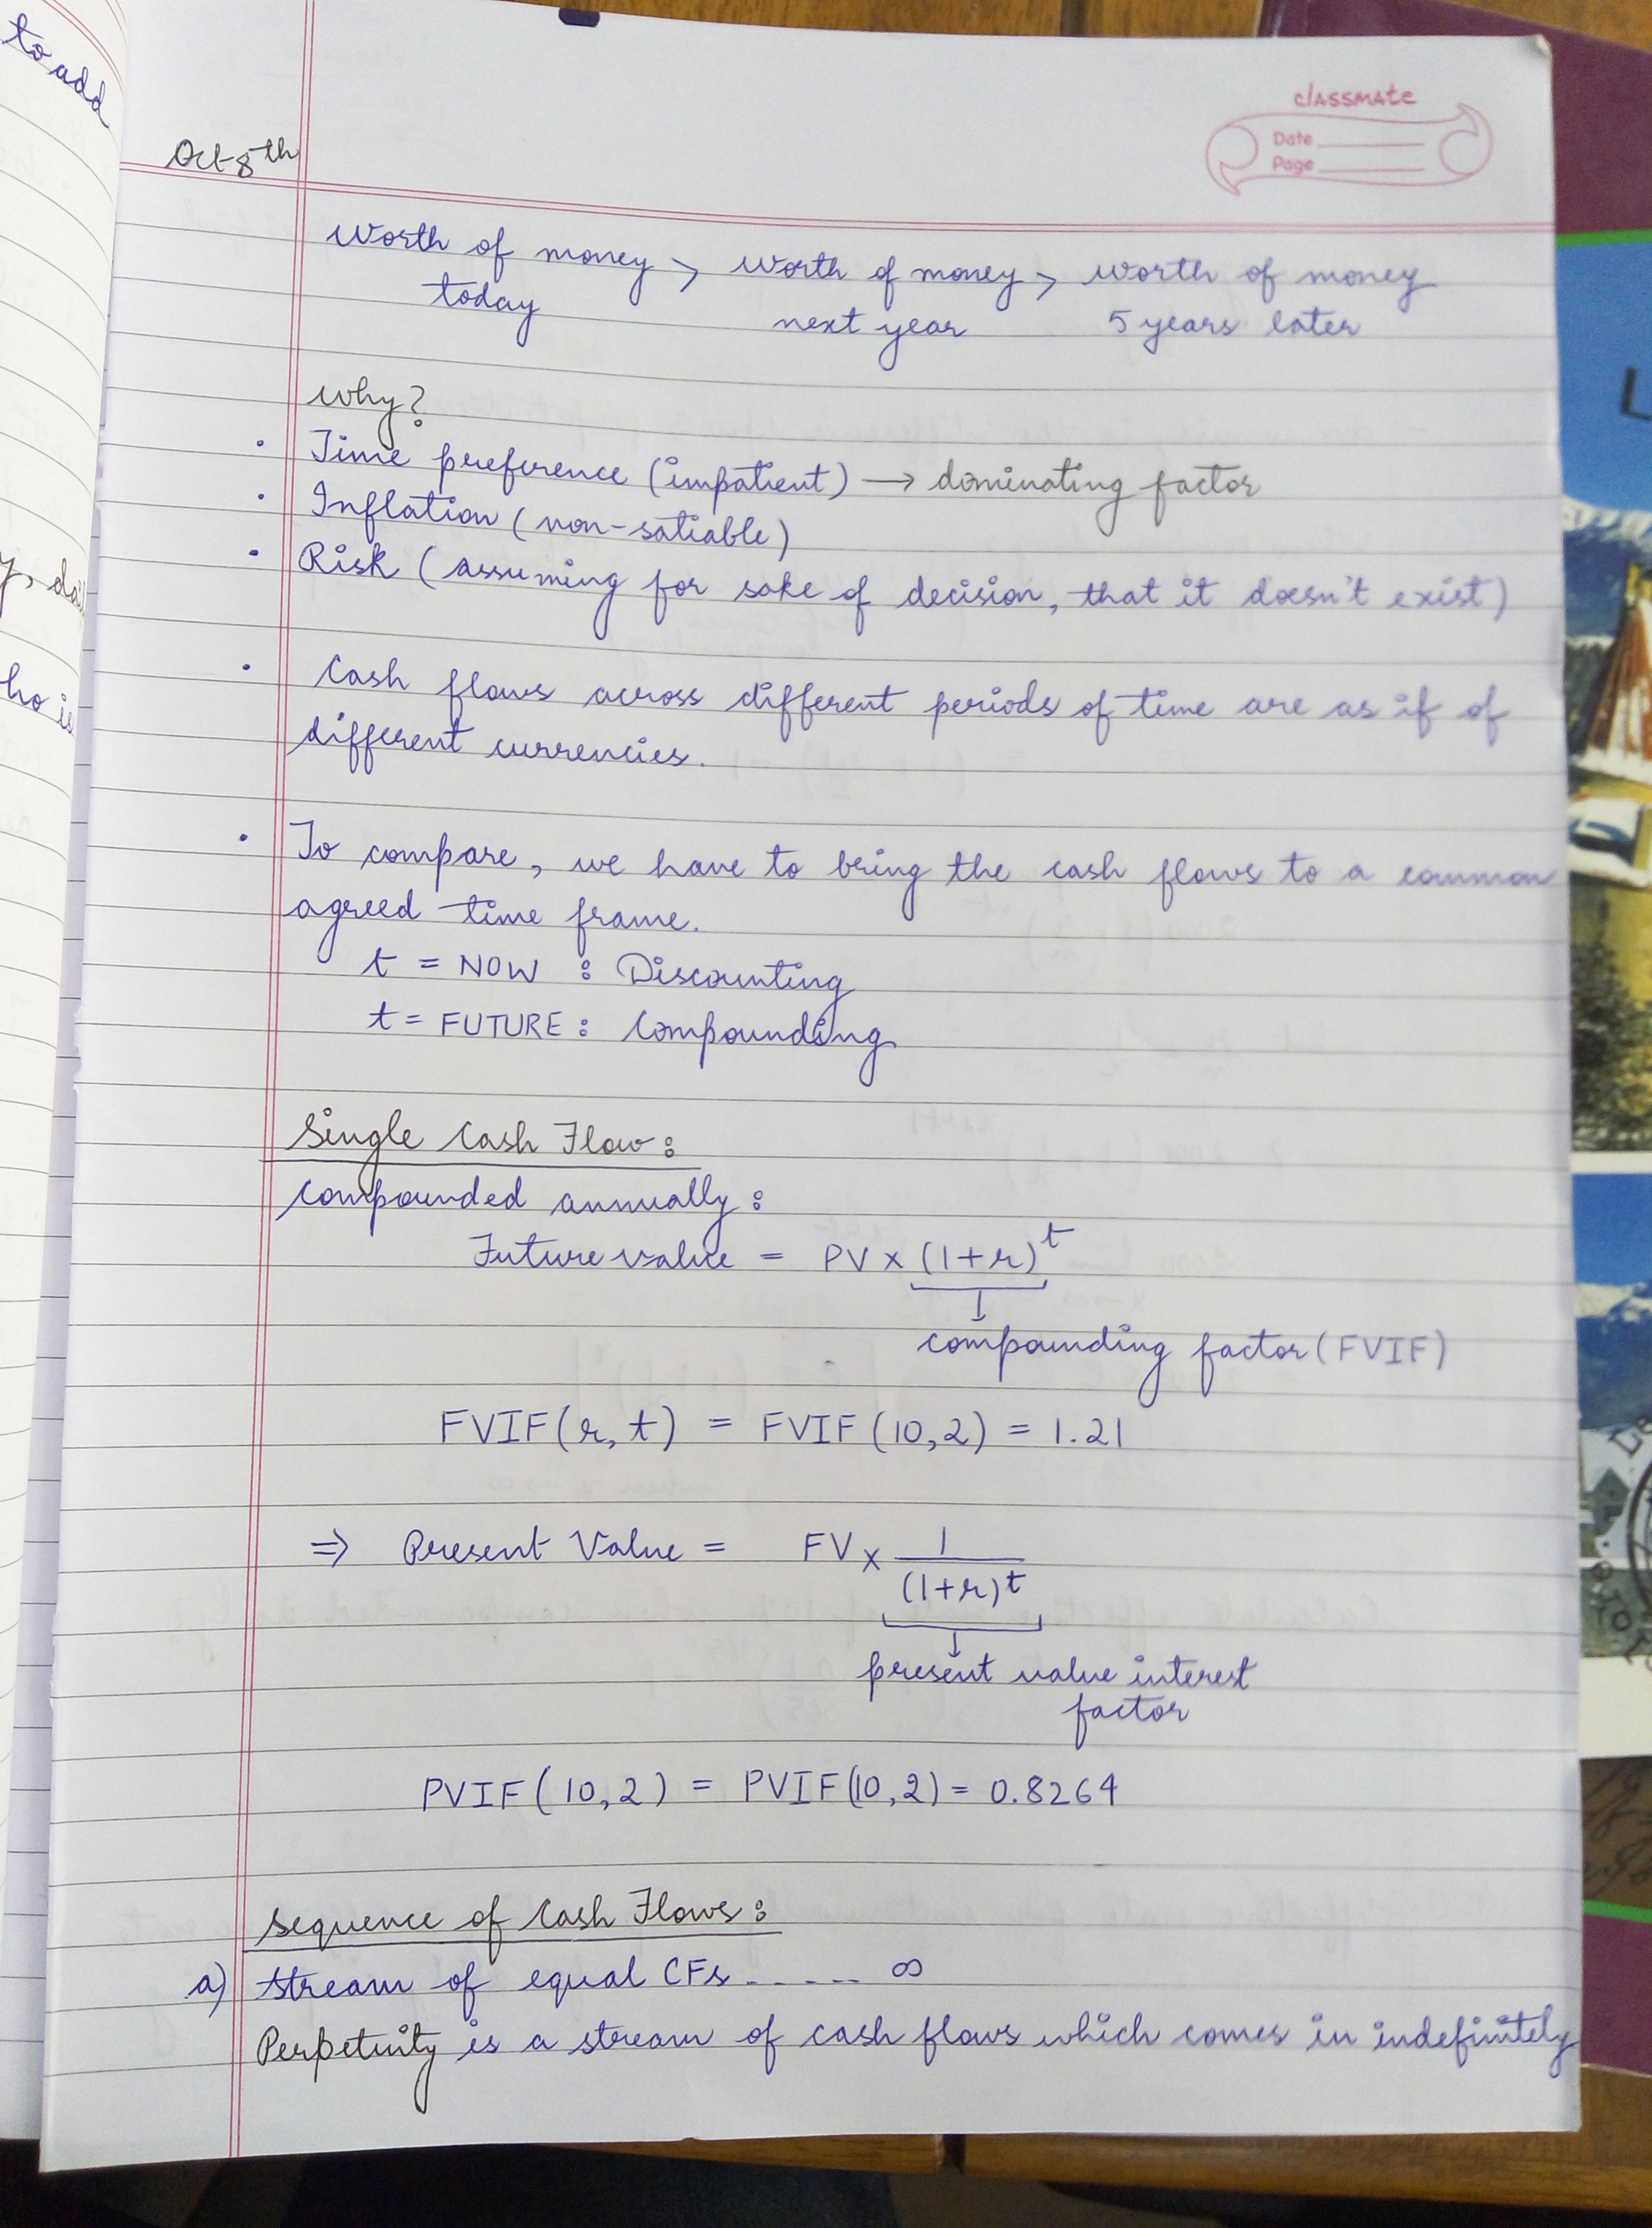 to add
y, dai
ho is
classmate
Date
Page
Oct 8th
Worth of money > worth of money > worth of money
today next year 5 years later
Why?
· Time preference (impatient) → dominating factor
· Inflation (non-satiable)
· Risk (assuming for sake of decision, that it doesn't exist)
· Cash flows across different periods of time are as if of
different currencies.
· To compare, we have to bring the cash flows to a common
agreed time frame.
t = NOW : Discounting
t = FUTURE : Compounding
Single Cash Flow :
Compounded annually :
Future value = PV x (1+r)^t
compounding factor (FVIF)
FVIF (r, t) = FVIF (10,2) = 1.21
⇒ Present Value = FV x 1/(1+r)^t
present value interest
factor
PVIF (10,2) = PVIF (10,2) = 0.8264
Sequence of Cash Flows :
a) stream of equal CFs ...... ∞
Perpetuity is a stream of cash flows which comes in indefinitely